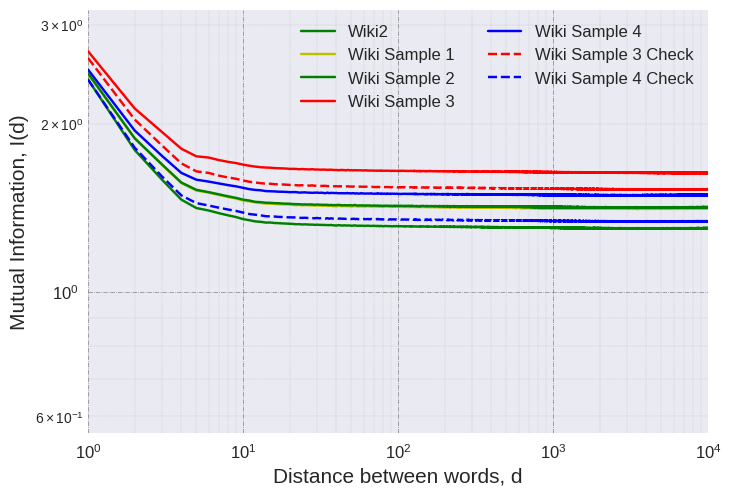 3 × 10⁰
2 × 10⁰
10⁰
6 × 10⁻¹
Mutual Information, I(d)
Wiki2
Wiki Sample 1
Wiki Sample 2
Wiki Sample 3
Wiki Sample 4
Wiki Sample 3 Check
Wiki Sample 4 Check
10⁰ 10¹ 10² 10³ 10⁴
Distance between words, d